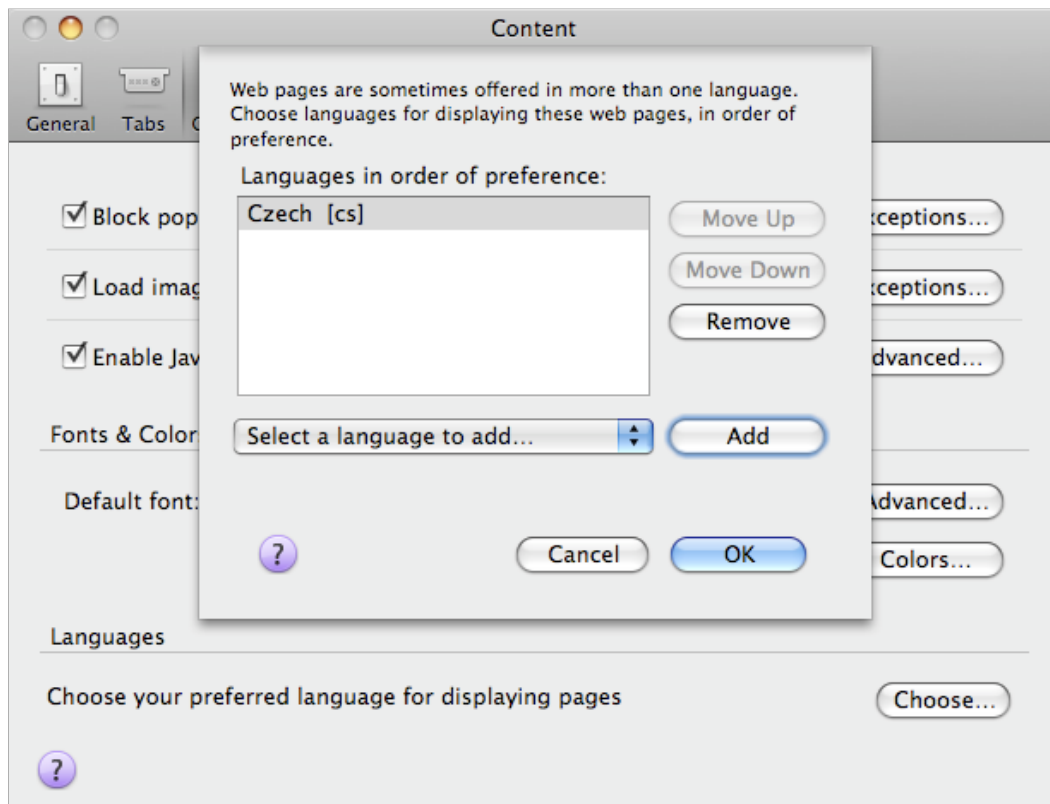 Content
General Tabs
Web pages are sometimes offered in more than one language.
Choose languages for displaying these web pages, in order of
preference.
Languages in order of preference:
Czech [cs]
Move Up
Move Down
Remove
Select a language to add...
Add
?
Cancel
OK
Block pop
xceptions...
Load imag
xceptions...
Enable Jav
dvanced...
Fonts & Color
Default font:
Advanced...
Colors...
Languages
Choose your preferred language for displaying pages
Choose...
?